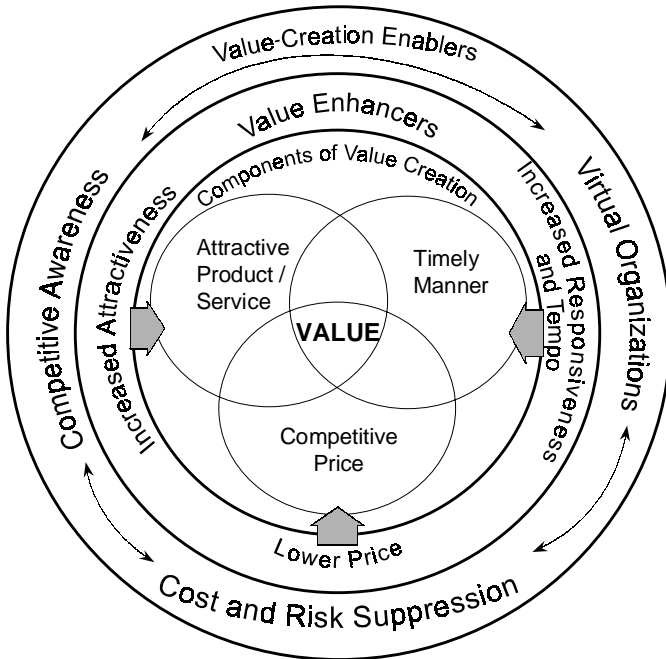 Value-Creation Enablers
Value Enhancers
Components of Value Creation
Competitive Awareness
Increased Attractiveness
Attractive
Product /
Service
Timely
Manner
Increased Responsiveness
and Tempo
Virtual Organizations
VALUE
Competitive
Price
Lower Price
Cost and Risk Suppression